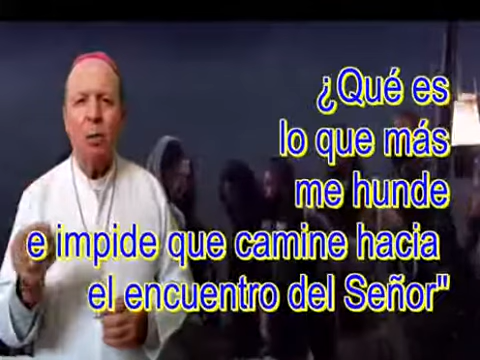 ¿Qué es
lo que más
me hunde
e impide que camine hacia
el encuentro del Señor"